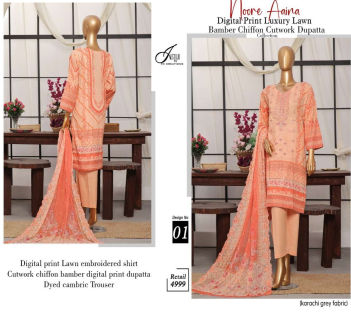 Noore Aaina
Digital Print Luxury Lawn
Bamber Chiffon Cutwork Dupatta
Collection
Design No
01
Digital print Lawn embroidered shirt
Cutwork chiffon bamber digital print dupatta
Dyed cambric Trouser
Retail
4999
(karachi grey fabric)